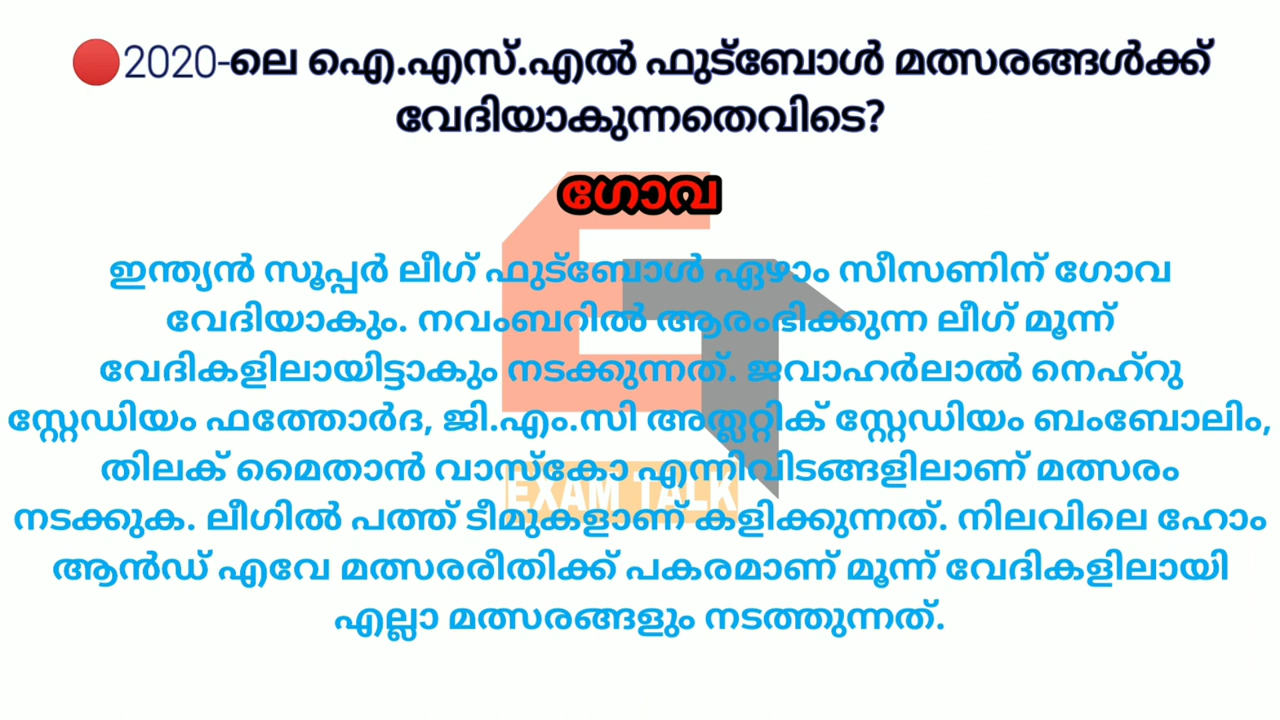 🔴2020-ലെ ഐ.എസ്.എൽ ഫുട്ബോൾ മത്സരങ്ങൾക്ക്
വേദിയാകുന്നതെവിടെ?
ഗോവ
ഇന്ത്യൻ സൂപ്പർ ലീഗ് ഫുട്ബോൾ ഏഴാം സീസണിന് ഗോവ
വേദിയാകും. നവംബറിൽ ആരംഭിക്കുന്ന ലീഗ് മൂന്ന്
വേദികളിലായിട്ടാകും നടക്കുന്നത്. ജവാഹർലാൽ നെഹ്റു
സ്റ്റേഡിയം ഫത്തോർദ, ജി.എം.സി അത്ലറ്റിക് സ്റ്റേഡിയം ബംബോലിം,
തിലക് മൈതാൻ വാസ്കോ എന്നിവിടങ്ങളിലാണ് മത്സരം
EXAM TALK
നടക്കുക. ലീഗിൽ പത്ത് ടീമുകളാണ് കളിക്കുന്നത്. നിലവിലെ ഹോം
ആൻഡ് എവേ മത്സരരീതിക്ക് പകരമാണ് മൂന്ന് വേദികളിലായി
എല്ലാ മത്സരങ്ങളും നടത്തുന്നത്.